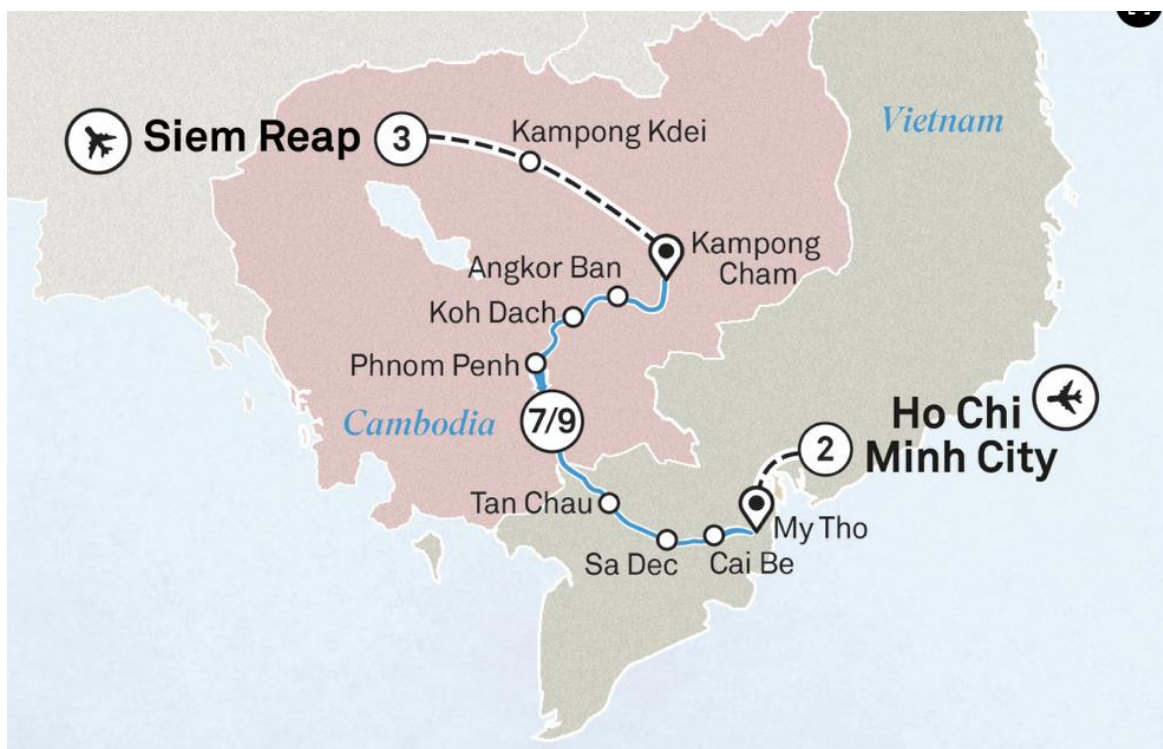 Vietnam
Siem Reap
3
Kampong Kdei
Kampong
Cham
Angkor Ban
Koh Dach
Phnom Penh
Cambodia
7/9
Ho Chi
Minh City
2
Tan Chau
My Tho
Sa Dec
Cai Be